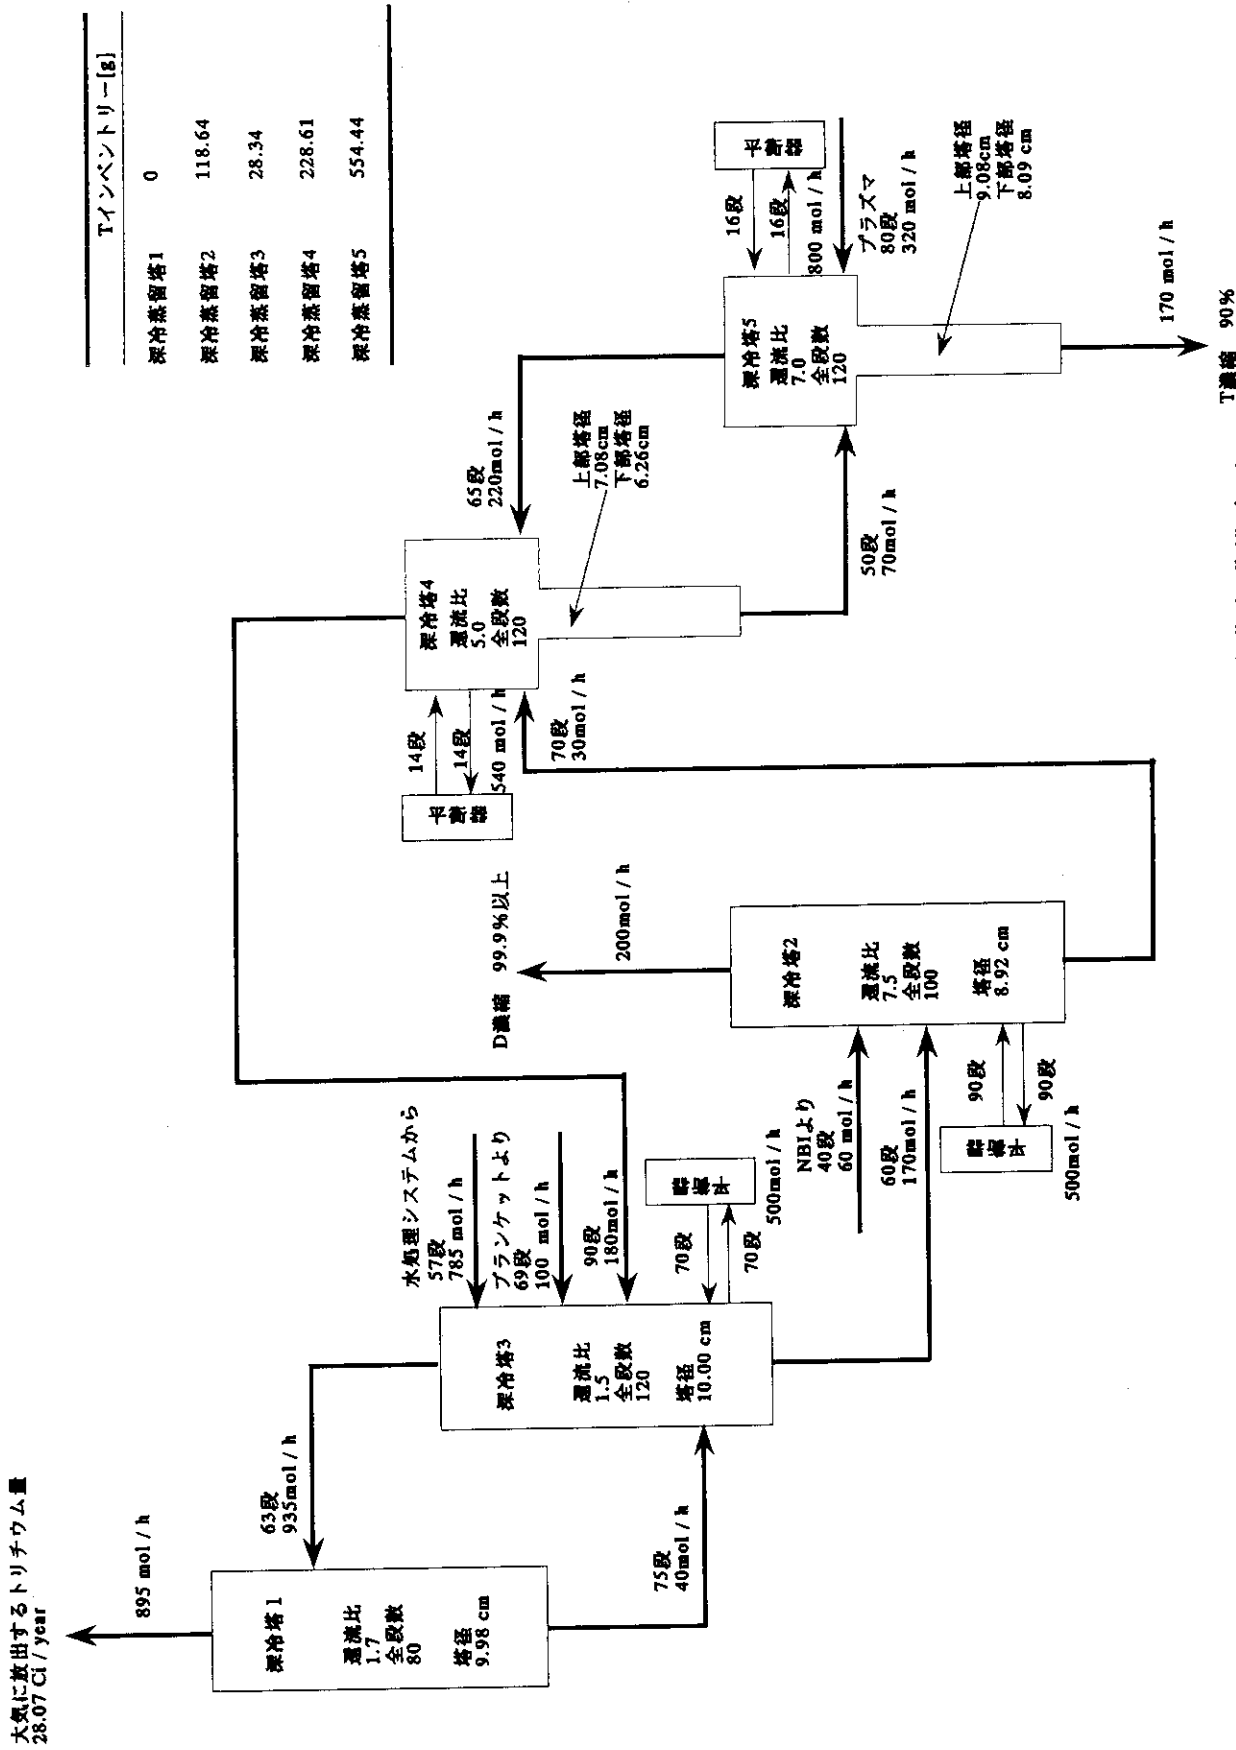 大気に放出するトリチウム量
28.07 Ci / year
895 mol / h
深冷塔1
還流比
1.7
全段数
80
塔径
9.98 cm
63段
935mol / h
75段
40mol / h
水処理システムから
57段
785 mol / h
ブランケットより
69段
100 mol / h
90段
180mol / h
深冷塔3
還流比
1.5
全段数
120
塔径
10.00 cm
70段
70段
平衡器
500mol / h
NBIより
40段
60 mol / h
60段
170mol / h
D濃縮 99.9%以上
200mol / h
深冷塔2
還流比
7.5
全段数
100
塔径
8.92 cm
90段
90段
平衡器
500mol / h
平衡器
14段
14段
540 mol / h
70段
30mol / h
深冷塔4
還流比
5.0
全段数
120
65段
220mol / h
上部塔径
7.08cm
下部塔径
6.26cm
50段
70mol / h
深冷塔5
還流比
7.0
全段数
120
16段
16段
800 mol / h
平衡器
プラズマ
80段
320 mol / h
上部塔径
9.08cm
下部塔径
8.09 cm
170 mol / h
T濃縮 90%
Tインベントリー[g]
深冷蒸留塔1 0
深冷蒸留塔2 118.64
深冷蒸留塔3 28.34
深冷蒸留塔4 228.61
深冷蒸留塔5 554.44